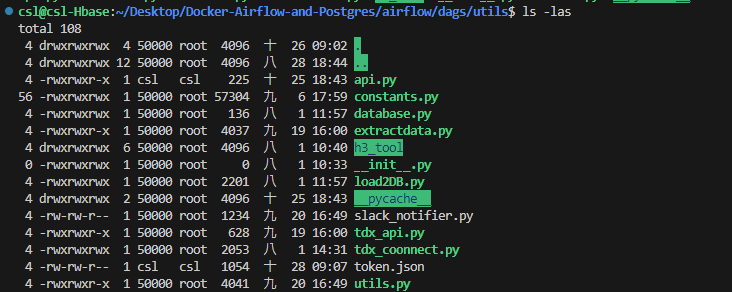 csl@csl-Hbase:~/Desktop/Docker-Airflow-and-Postgres/airflow/dags/utils$ ls -las
total 108
4 drwxrwxrwx 4 50000 root 4096 十 26 09:02 .
4 drwxrwxrwx 12 50000 root 4096 八 28 18:44 ..
4 -rwxrwxr-x 1 csl csl 225 十 25 18:43 api.py
56 -rwxrwxrwx 1 50000 root 57304 九 6 17:59 constants.py
4 -rwxrwxrwx 1 50000 root 136 八 1 11:57 database.py
4 -rwxrwxr-x 1 50000 root 4037 九 19 16:00 extractdata.py
4 drwxrwxrwx 6 50000 root 4096 八 1 10:40 h3_tool
0 -rwxrwxrwx 1 50000 root 0 八 1 10:33 __init__.py
4 -rwxrwxrwx 1 50000 root 2201 八 1 11:57 load2DB.py
4 drwxrwxrwx 2 50000 root 4096 十 25 18:43 __pycache__
4 -rw-rw-r-- 1 50000 root 1234 九 20 16:49 slack_notifier.py
4 -rwxrwxr-x 1 50000 root 628 九 19 16:00 tdx_api.py
4 -rwxrwxrwx 1 50000 root 2053 八 1 14:31 tdx_coonnect.py
4 -rw-rw-r-- 1 csl csl 1054 十 28 09:07 token.json
4 -rwxrwxr-x 1 50000 root 4041 九 20 16:49 utils.py